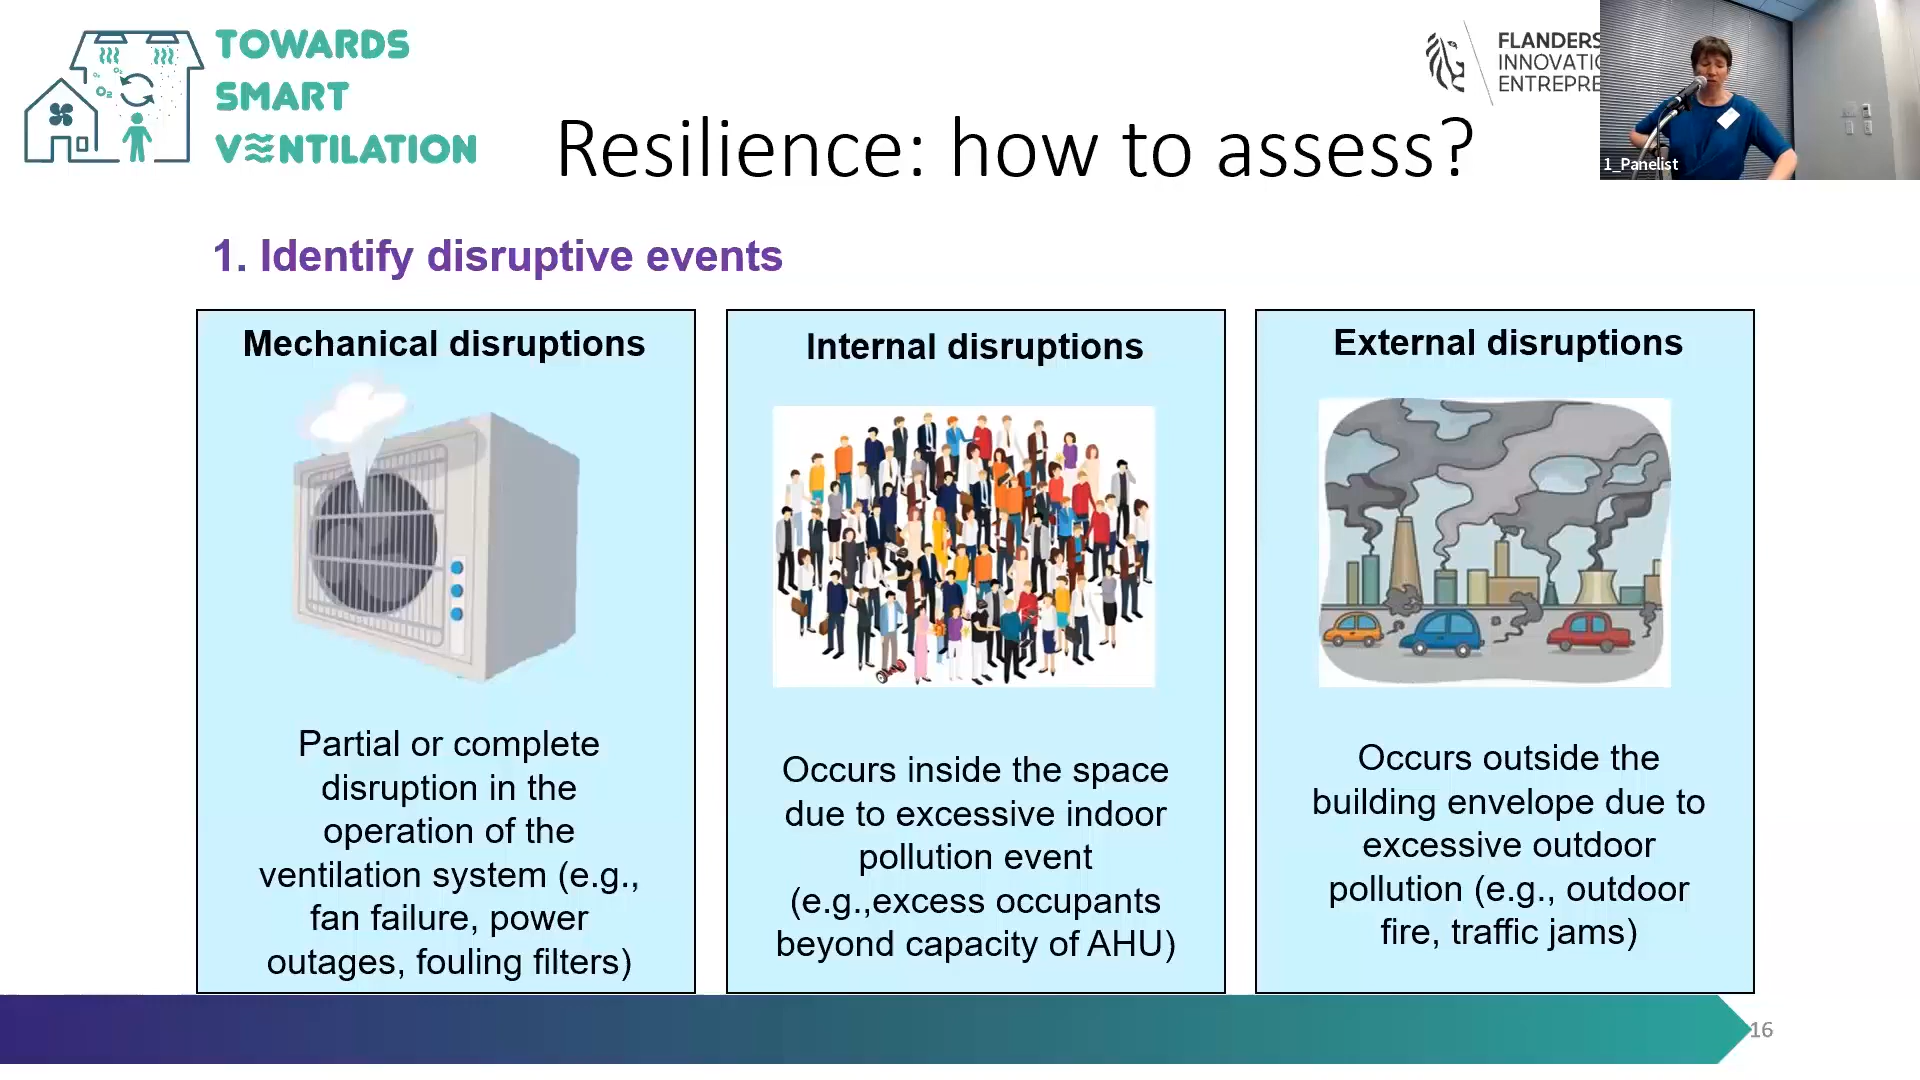 TOWARDS
SMART
VENTILATION
FLANDERS
INNOVATI
ENTREPRE
1_Panelist
Resilience: how to assess?
1. Identify disruptive events
Mechanical disruptions
Partial or complete
disruption in the
operation of the
ventilation system (e.g.,
fan failure, power
outages, fouling filters)
Internal disruptions
Occurs inside the space
due to excessive indoor
pollution event
(e.g.,excess occupants
beyond capacity of AHU)
External disruptions
Occurs outside the
building envelope due to
excessive outdoor
pollution (e.g., outdoor
fire, traffic jams)
16